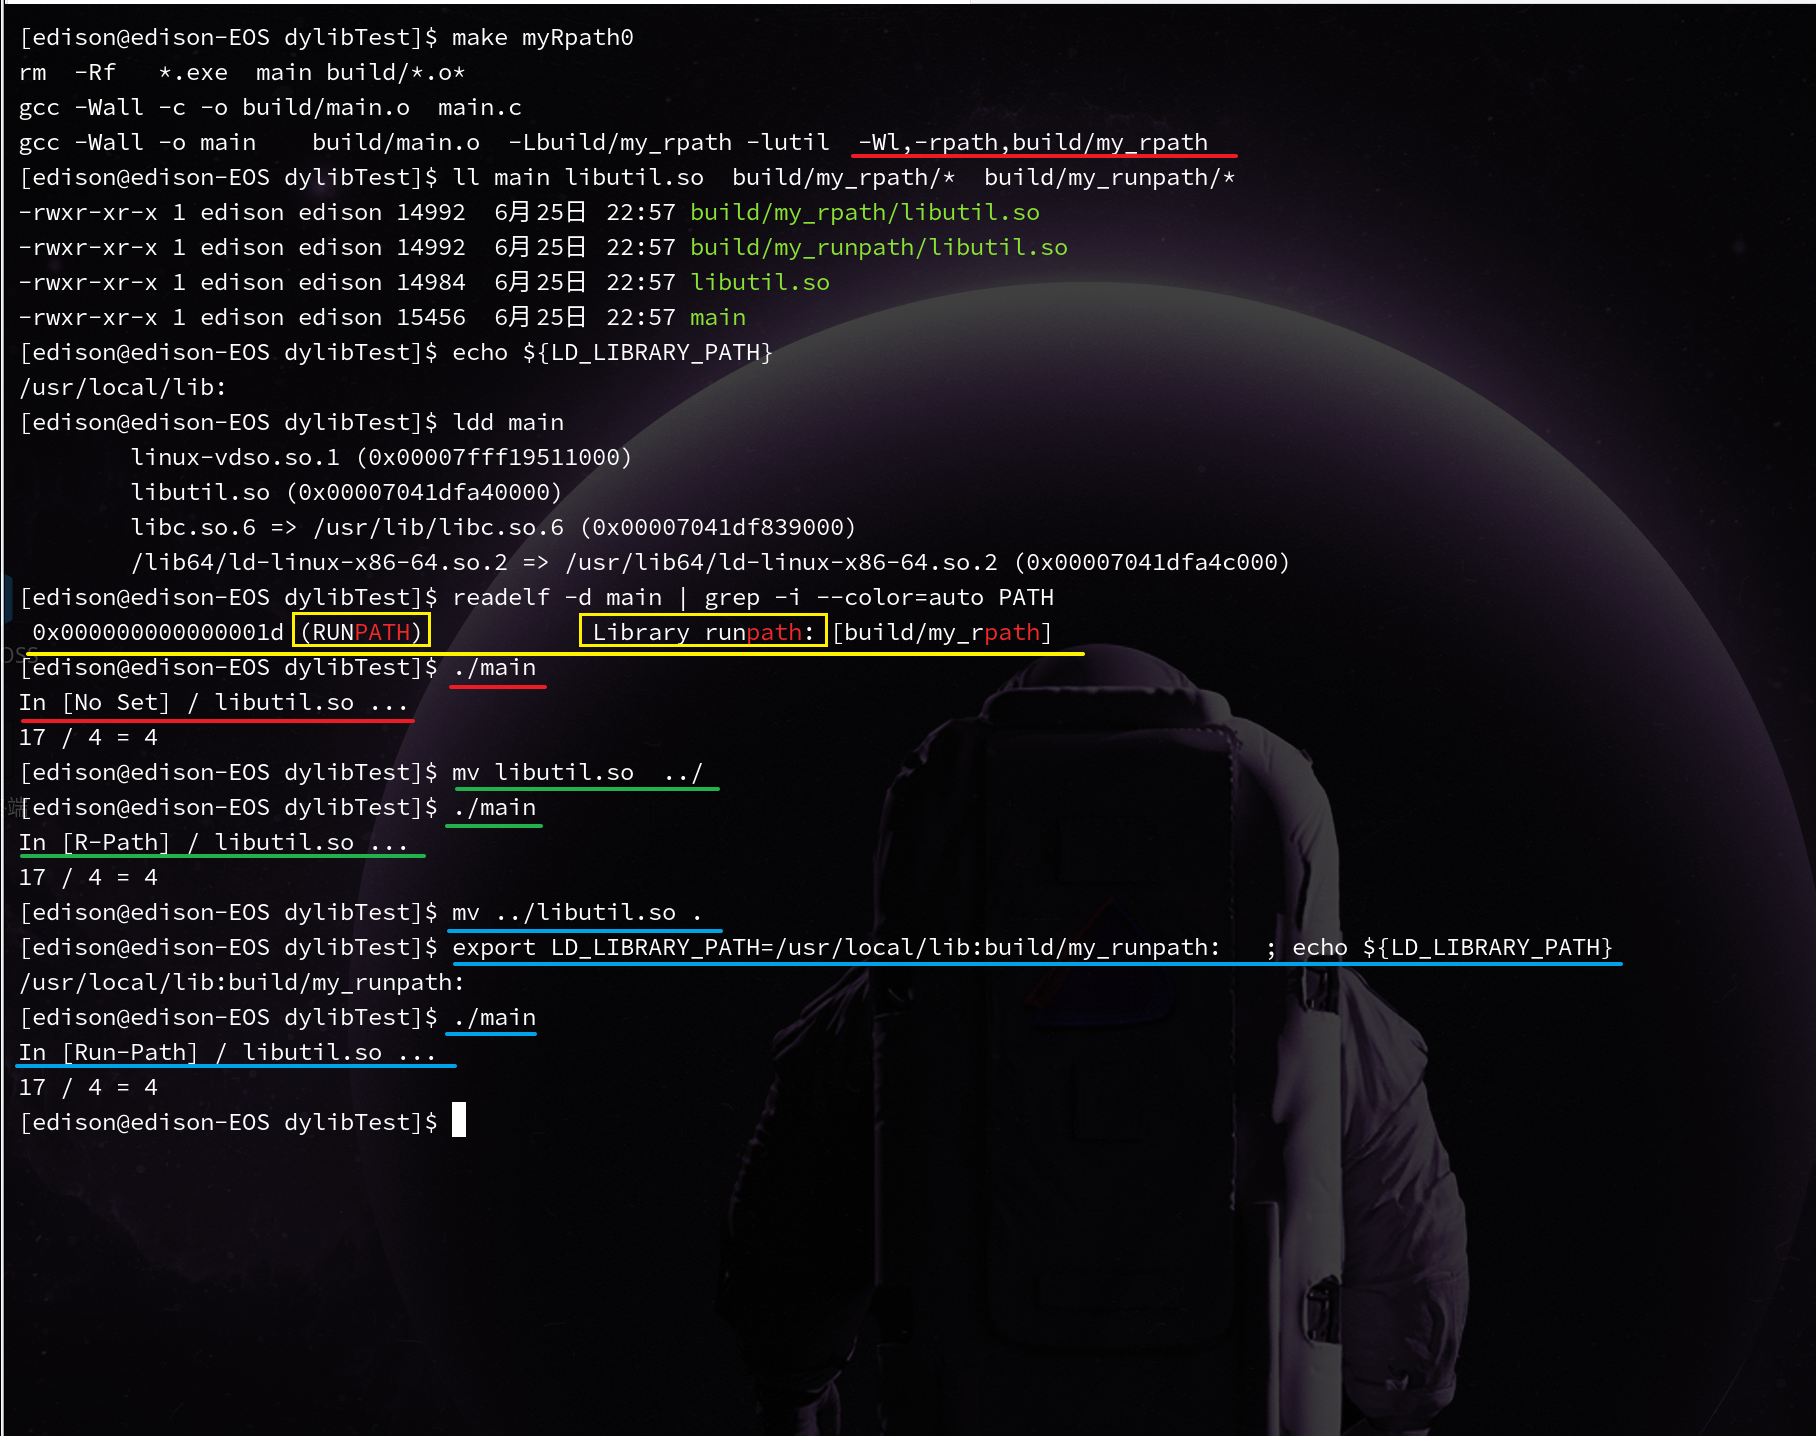 [edison@edison-EOS dylibTest]$ make myRpath0
rm  -Rf   *.exe  main build/*.o*
gcc -Wall -c -o build/main.o  main.c
gcc -Wall -o main    build/main.o  -Lbuild/my_rpath -lutil  -Wl,-rpath,build/my_rpath
[edison@edison-EOS dylibTest]$ ll main libutil.so  build/my_rpath/*  build/my_runpath/*
-rwxr-xr-x 1 edison edison 14992  6月 25日  22:57 build/my_rpath/libutil.so
-rwxr-xr-x 1 edison edison 14992  6月 25日  22:57 build/my_runpath/libutil.so
-rwxr-xr-x 1 edison edison 14984  6月 25日  22:57 libutil.so
-rwxr-xr-x 1 edison edison 15456  6月 25日  22:57 main
[edison@edison-EOS dylibTest]$ echo ${LD_LIBRARY_PATH}
/usr/local/lib:
[edison@edison-EOS dylibTest]$ ldd main
        linux-vdso.so.1 (0x00007fff19511000)
        libutil.so (0x00007041dfa40000)
        libc.so.6 => /usr/lib/libc.so.6 (0x00007041df839000)
        /lib64/ld-linux-x86-64.so.2 => /usr/lib64/ld-linux-x86-64.so.2 (0x00007041dfa4c000)
[edison@edison-EOS dylibTest]$ readelf -d main | grep -i --color=auto PATH
 0x000000000000001d (RUNPATH)            Library runpath: [build/my_rpath]
[edison@edison-EOS dylibTest]$ ./main
In [No Set] / libutil.so ...
17 / 4 = 4
[edison@edison-EOS dylibTest]$ mv libutil.so  ../
[edison@edison-EOS dylibTest]$ ./main
In [R-Path] / libutil.so ...
17 / 4 = 4
[edison@edison-EOS dylibTest]$ mv ../libutil.so .
[edison@edison-EOS dylibTest]$ export LD_LIBRARY_PATH=/usr/local/lib:build/my_runpath:   ; echo ${LD_LIBRARY_PATH}
/usr/local/lib:build/my_runpath:
[edison@edison-EOS dylibTest]$ ./main
In [Run-Path] / libutil.so ...
17 / 4 = 4
[edison@edison-EOS dylibTest]$